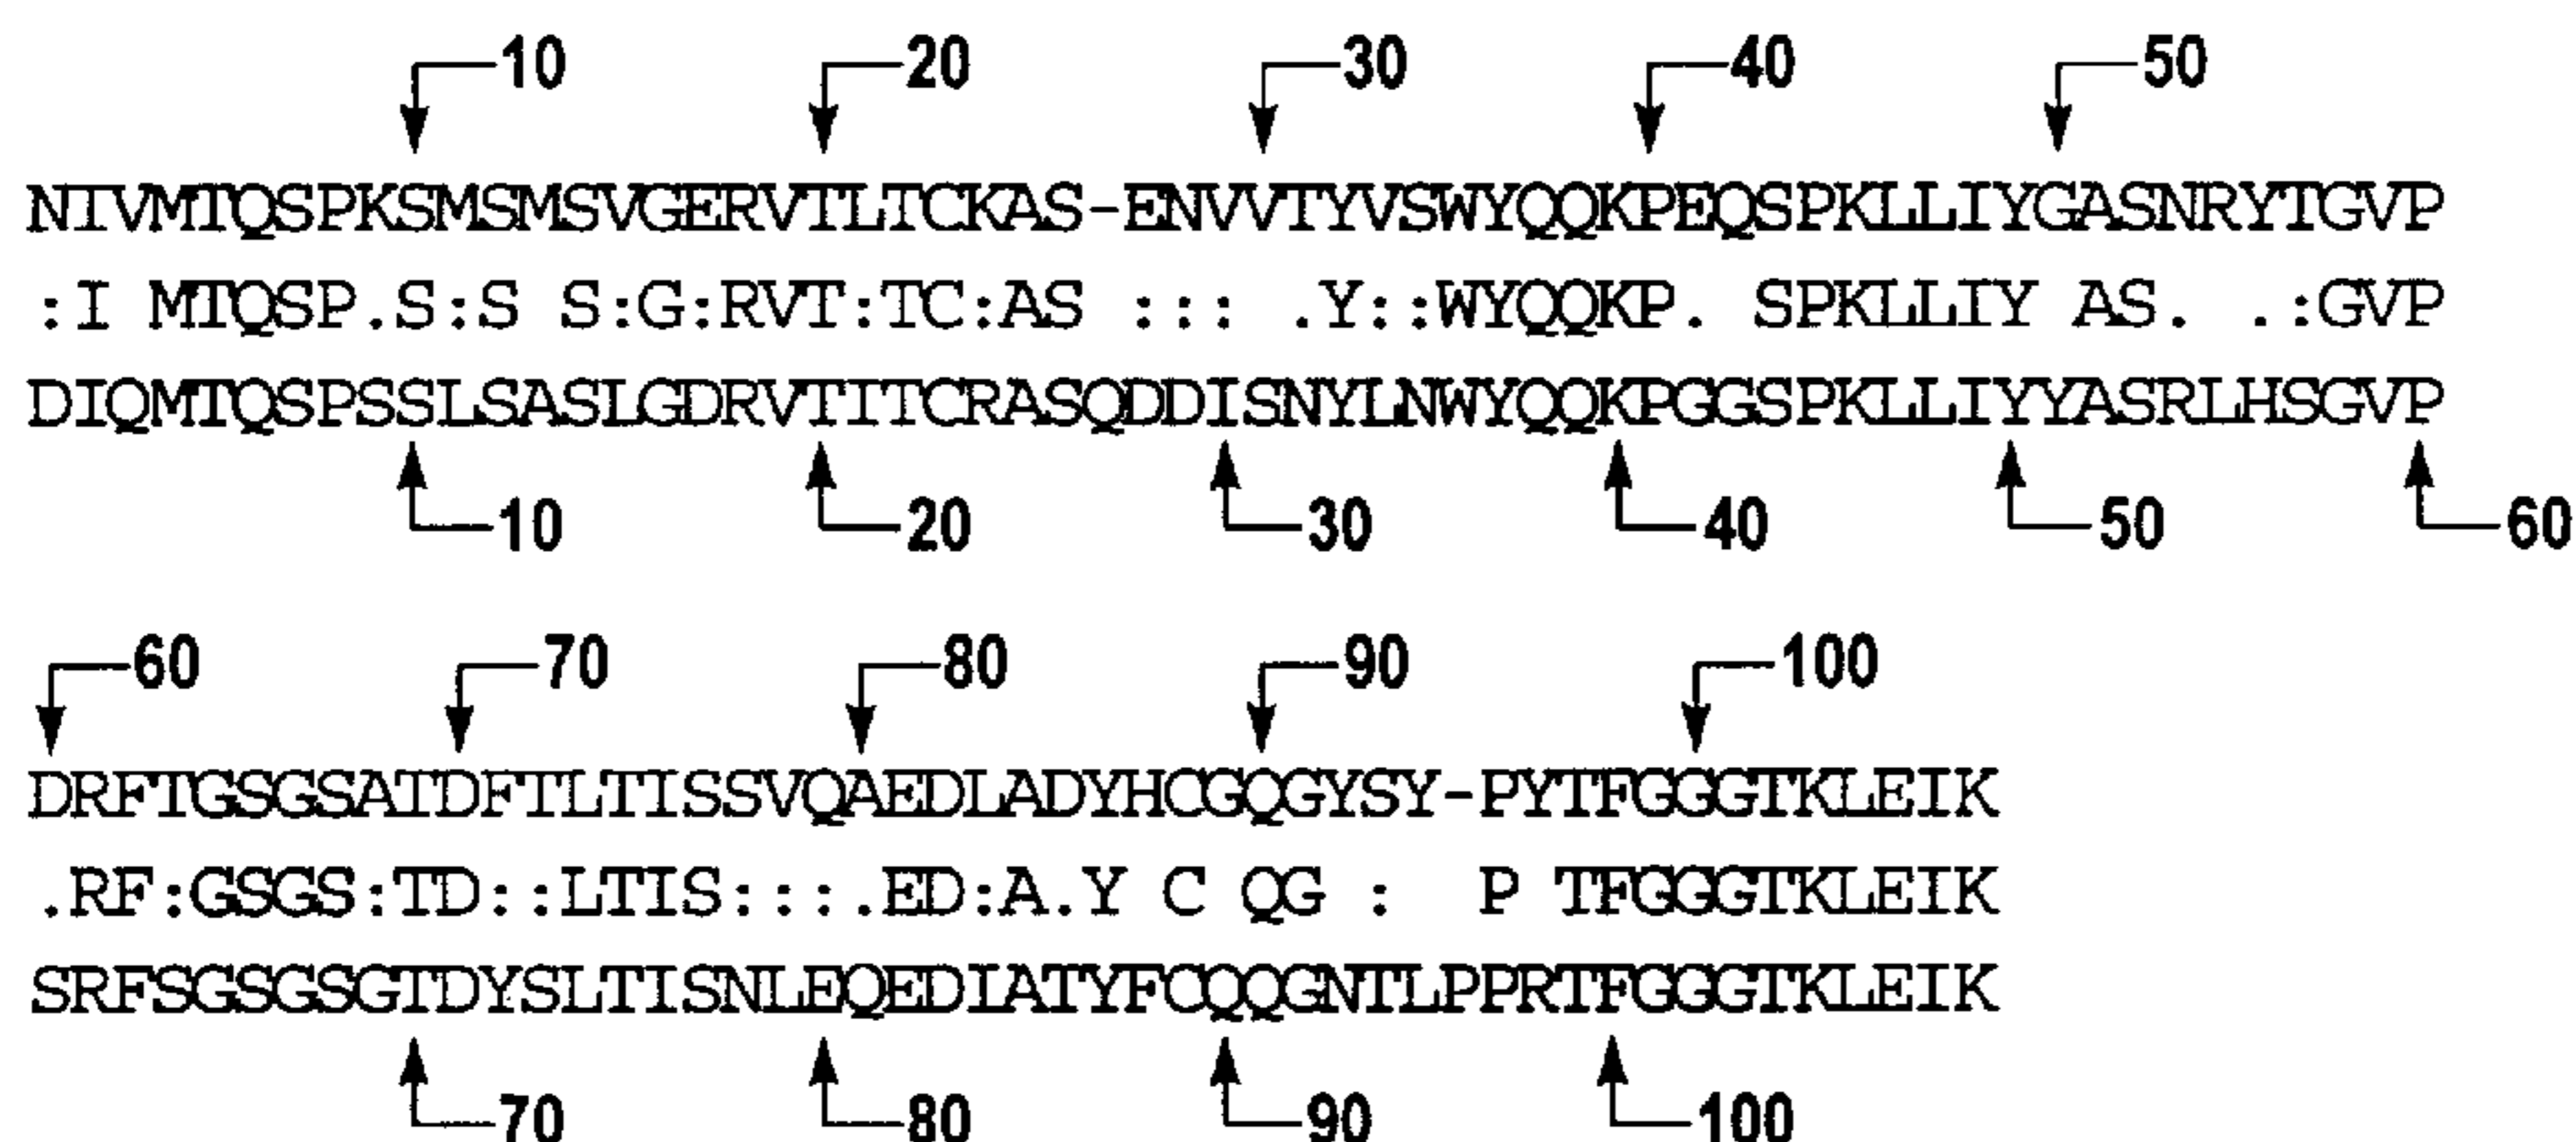 10 20 30 40 50
NIVMTQSPKSMSMSVGERVTLTCKAS-ENVVTYVSWYQQKPEQSPKLLIYGASNRYTGVP
:I MTQSP.S:S S:G:RVT:TC:AS ::: .Y::WYQQKP. SPKLLIY AS. .:GVP
DIQMTQSPSSLSASLGDRVTITCRASQDDISNYLNWYQQKPGGSPKLLIYYASRLHSGVP
10 20 30 40 50 60
60 70 80 90 100
DRFTGSGSATDFTLTISSVQAEDLADYHCGQGYSY-PYTFGGGTKLEIK
.RF:GSGS:TD::LTIS::::.ED:A.Y C QG : P TFGGGTKLEIK
SRFSGSGSGTDYSLTISNLEQEDIATYFCQQGNTLPPRTFGGGTKLEIK
70 80 90 100